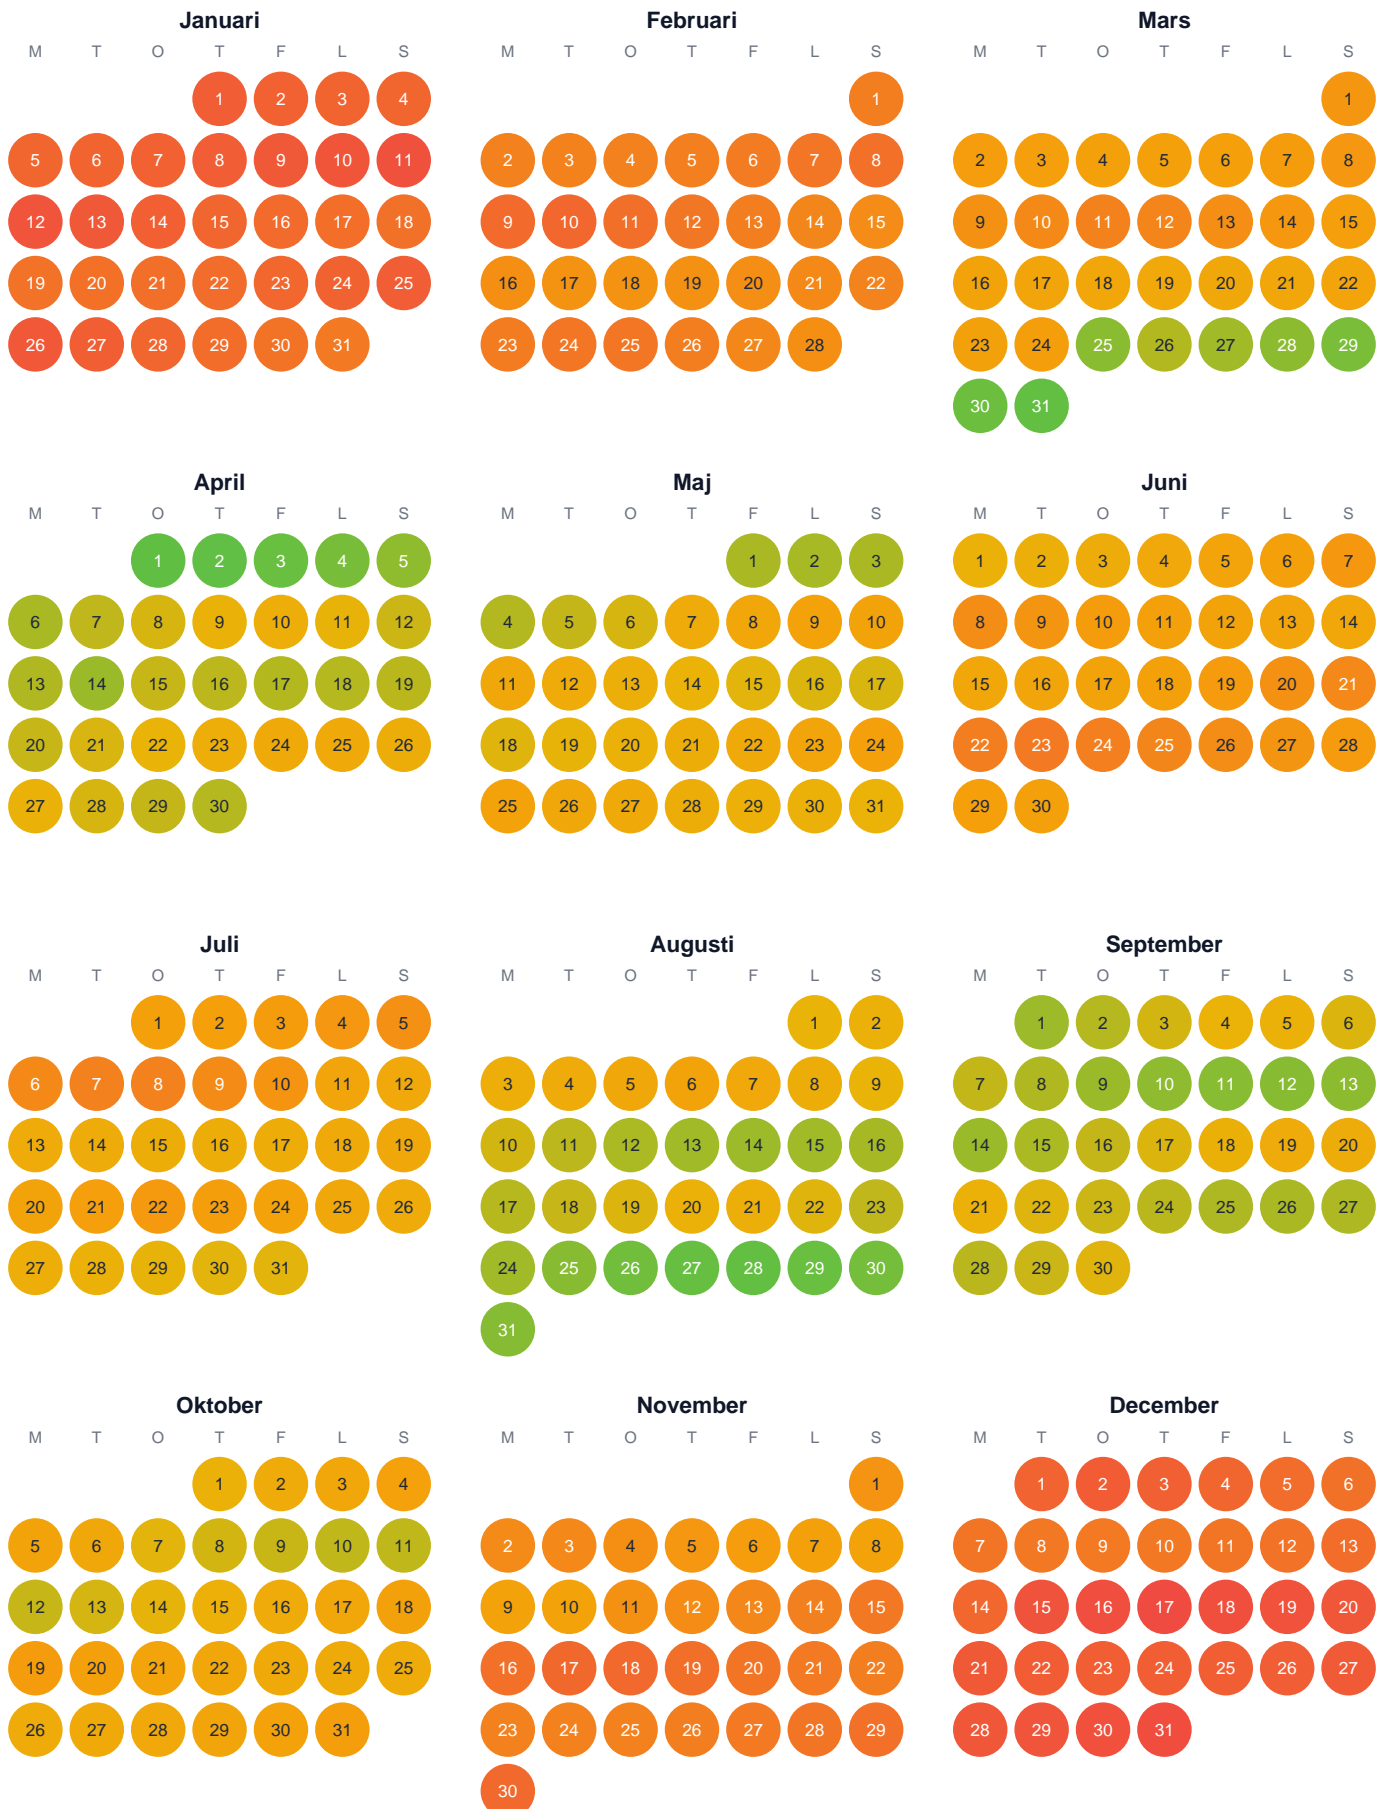 Januari Februari Mars
M T O T F L S M T O T F L S M T O T F L S
1 2 3 4 1 1
5 6 7 8 9 10 11 2 3 4 5 6 7 8 2 3 4 5 6 7 8
12 13 14 15 16 17 18 9 10 11 12 13 14 15 9 10 11 12 13 14 15
19 20 21 22 23 24 25 16 17 18 19 20 21 22 16 17 18 19 20 21 22
26 27 28 29 30 31 23 24 25 26 27 28 23 24 25 26 27 28 29
30 31
April Maj Juni
M T O T F L S M T O T F L S M T O T F L S
1 2 3 4 5 1 2 3 1 2 3 4 5 6 7
6 7 8 9 10 11 12 4 5 6 7 8 9 10 8 9 10 11 12 13 14
13 14 15 16 17 18 19 11 12 13 14 15 16 17 15 16 17 18 19 20 21
20 21 22 23 24 25 26 18 19 20 21 22 23 24 22 23 24 25 26 27 28
27 28 29 30 25 26 27 28 29 30 31 29 30
Juli Augusti September
M T O T F L S M T O T F L S M T O T F L S
1 2 3 4 5 1 2 1 2 3 4 5 6
6 7 8 9 10 11 12 3 4 5 6 7 8 9 7 8 9 10 11 12 13
13 14 15 16 17 18 19 10 11 12 13 14 15 16 14 15 16 17 18 19 20
20 21 22 23 24 25 26 17 18 19 20 21 22 23 21 22 23 24 25 26 27
27 28 29 30 31 24 25 26 27 28 29 30 28 29 30
31
Oktober November December
M T O T F L S M T O T F L S M T O T F L S
1 2 3 4 1 1 2 3 4 5 6
5 6 7 8 9 10 11 2 3 4 5 6 7 8 7 8 9 10 11 12 13
12 13 14 15 16 17 18 9 10 11 12 13 14 15 14 15 16 17 18 19 20
19 20 21 22 23 24 25 16 17 18 19 20 21 22 21 22 23 24 25 26 27
26 27 28 29 30 31 23 24 25 26 27 28 29 28 29 30 31
30